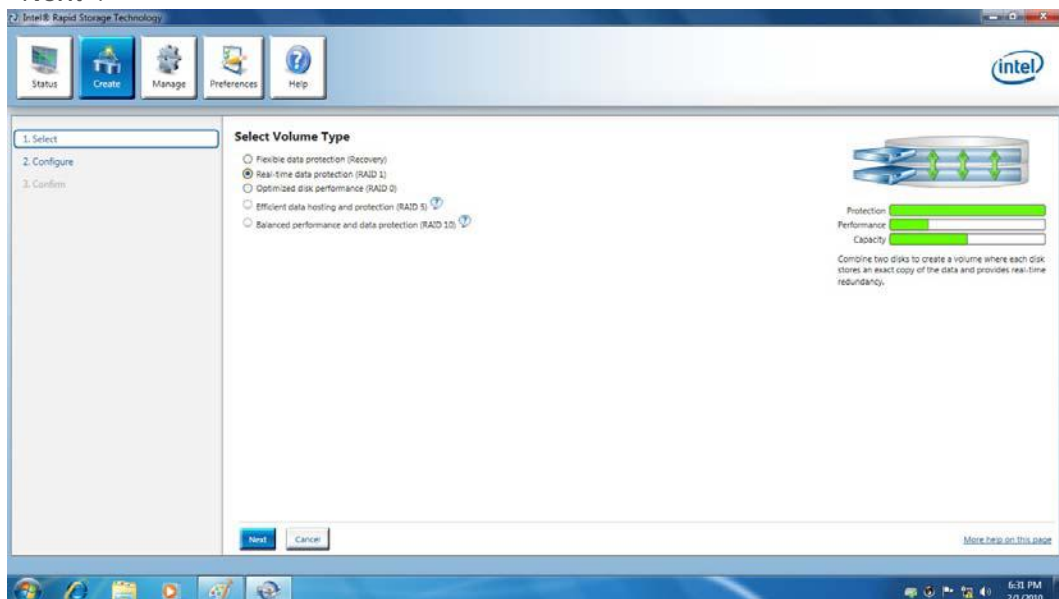 Intel® Rapid Storage Technology
Status
Create
Manage
Preferences
Help
intel
1. Select
2. Configure
3. Confirm
Select Volume Type
Flexible data protection (Recovery)
Real-time data protection (RAID 1)
Optimized disk performance (RAID 0)
Efficient data hosting and protection (RAID 5)
Balanced performance and data protection (RAID 10)
Protection
Performance
Capacity
Combine two disks to create a volume where each disk
stores an exact copy of the data and provides real-time
redundancy.
Next
Cancel
More help on this page
6:31 PM
2/1/2010